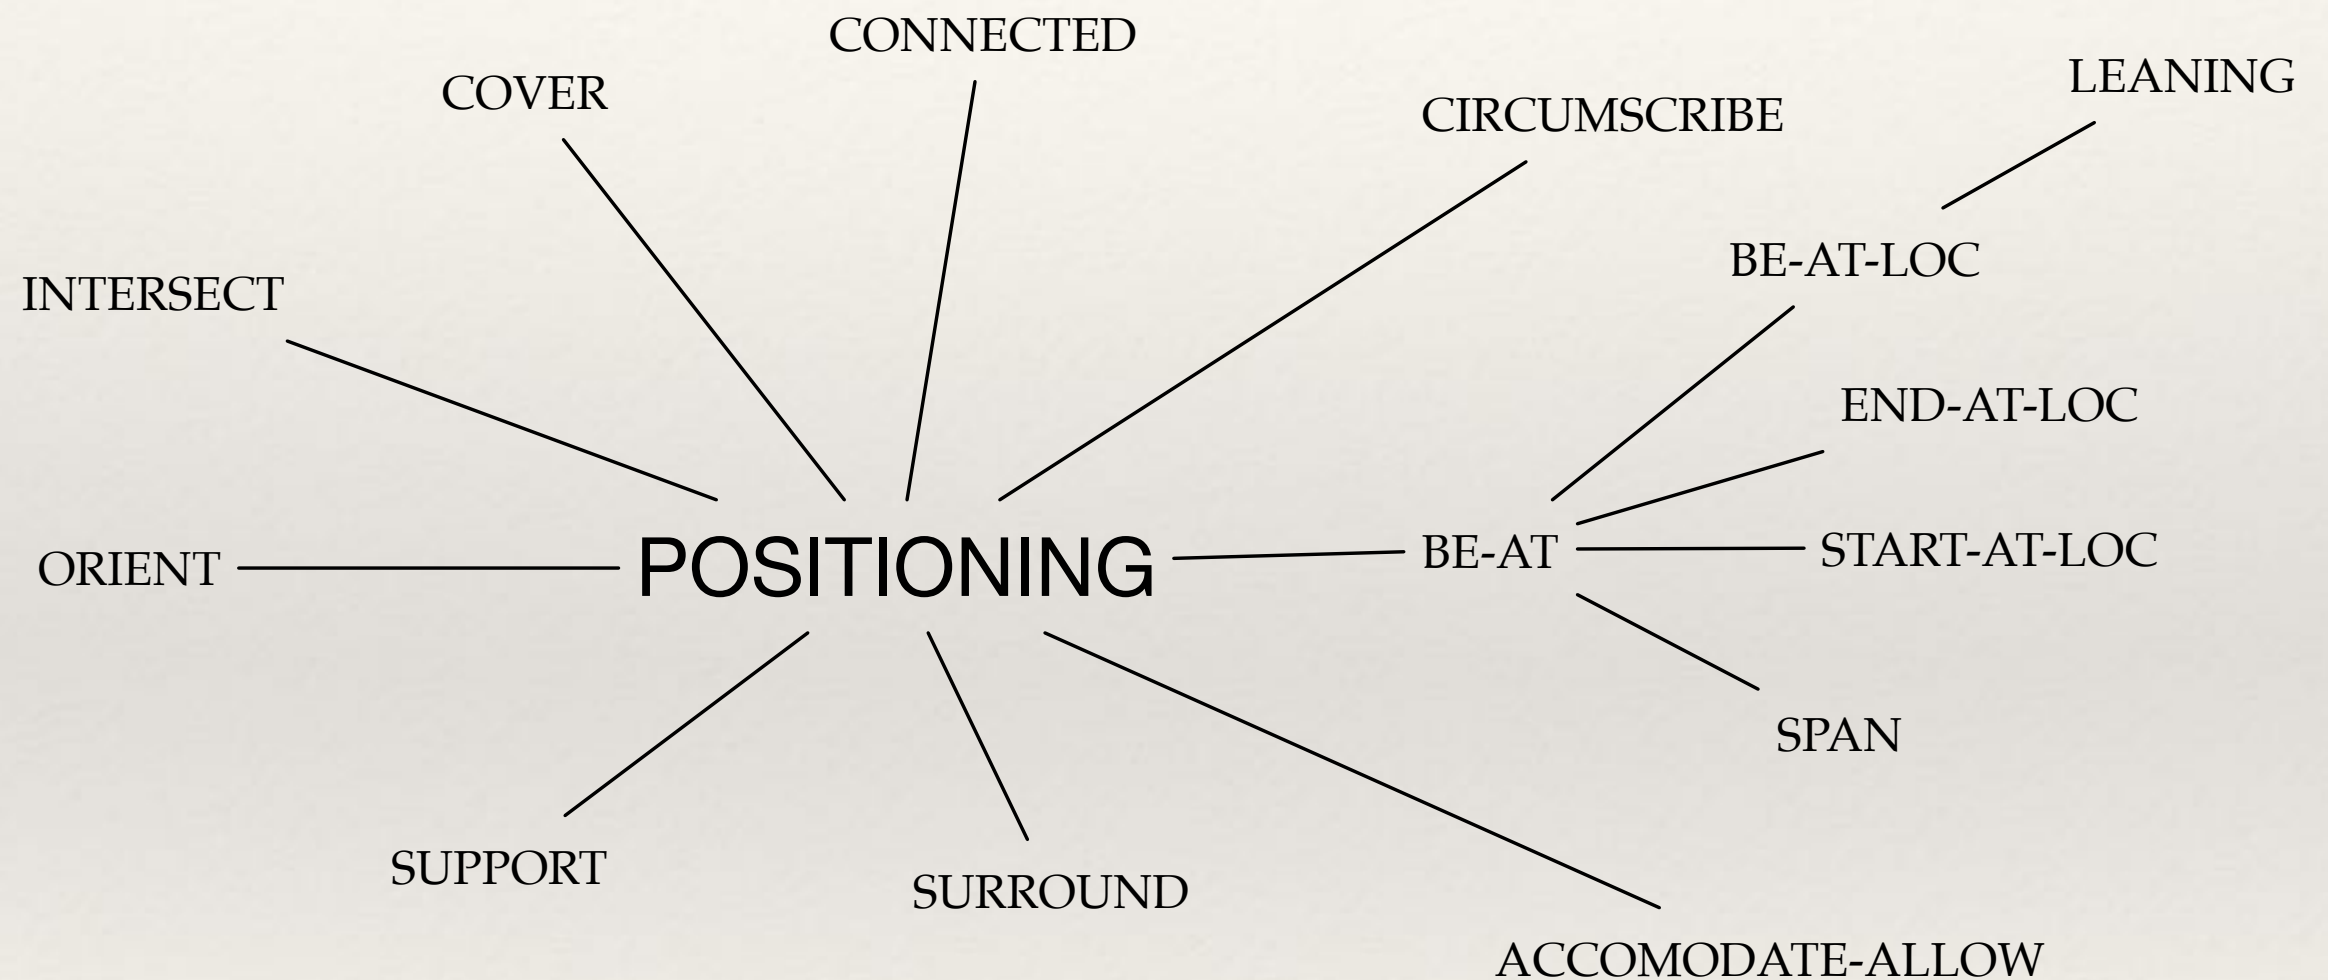 CONNECTED
LEANING
COVER
CIRCUMSCRIBE
BE-AT-LOC
INTERSECT
END-AT-LOC
START-AT-LOC
BE-AT
POSITIONING
ORIENT
SPAN
SUPPORT
SURROUND
ACCOMODATE-ALLOW